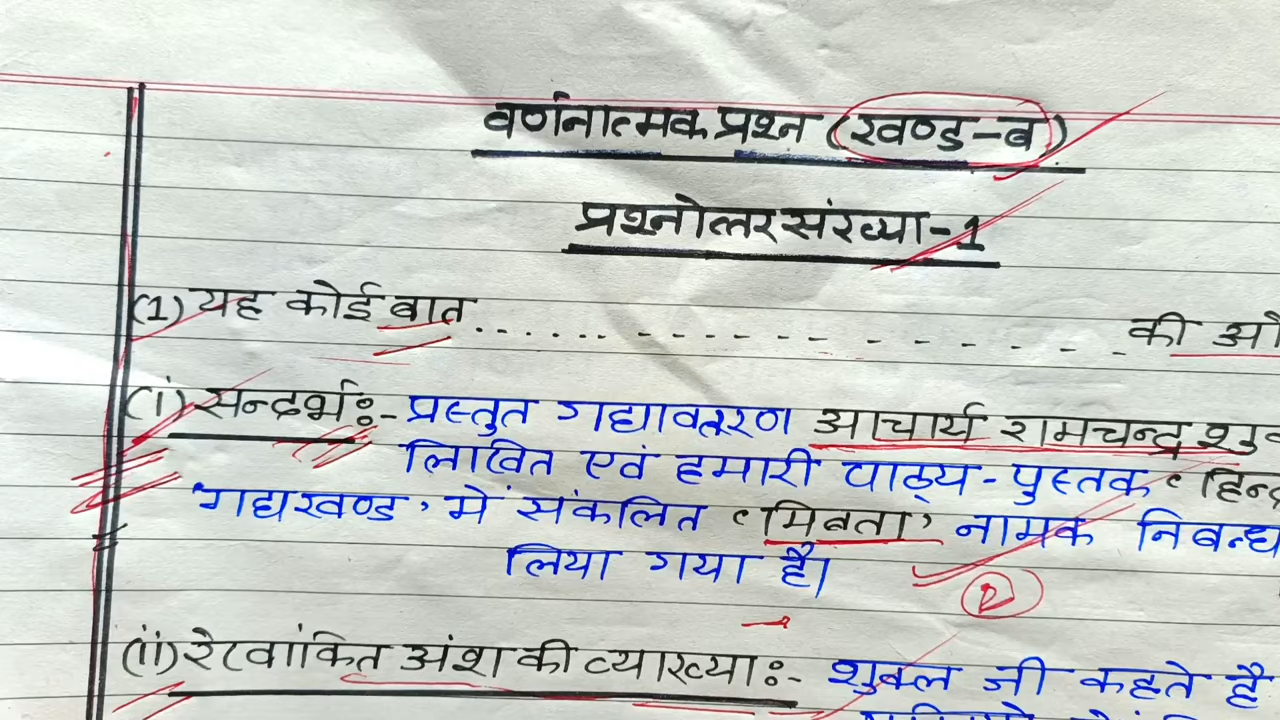 वर्णनात्मक प्रश्न (खण्ड-ब)
प्रश्नोत्तर संख्या-1
(1) यह कोई बात .................. की औ
(i) सन्दर्भः- प्रस्तुत गद्यावतरण आचार्य रामचन्द्र शुक
लिखित एवं हमारी पाठ्य-पुस्तक 'हिन्द
'गद्यखण्ड' में संकलित 'मित्रता' नामक निबन्ध
लिया गया है।
(ii) रेखांकित अंश की व्याख्याः- शुक्ल जी कहते है